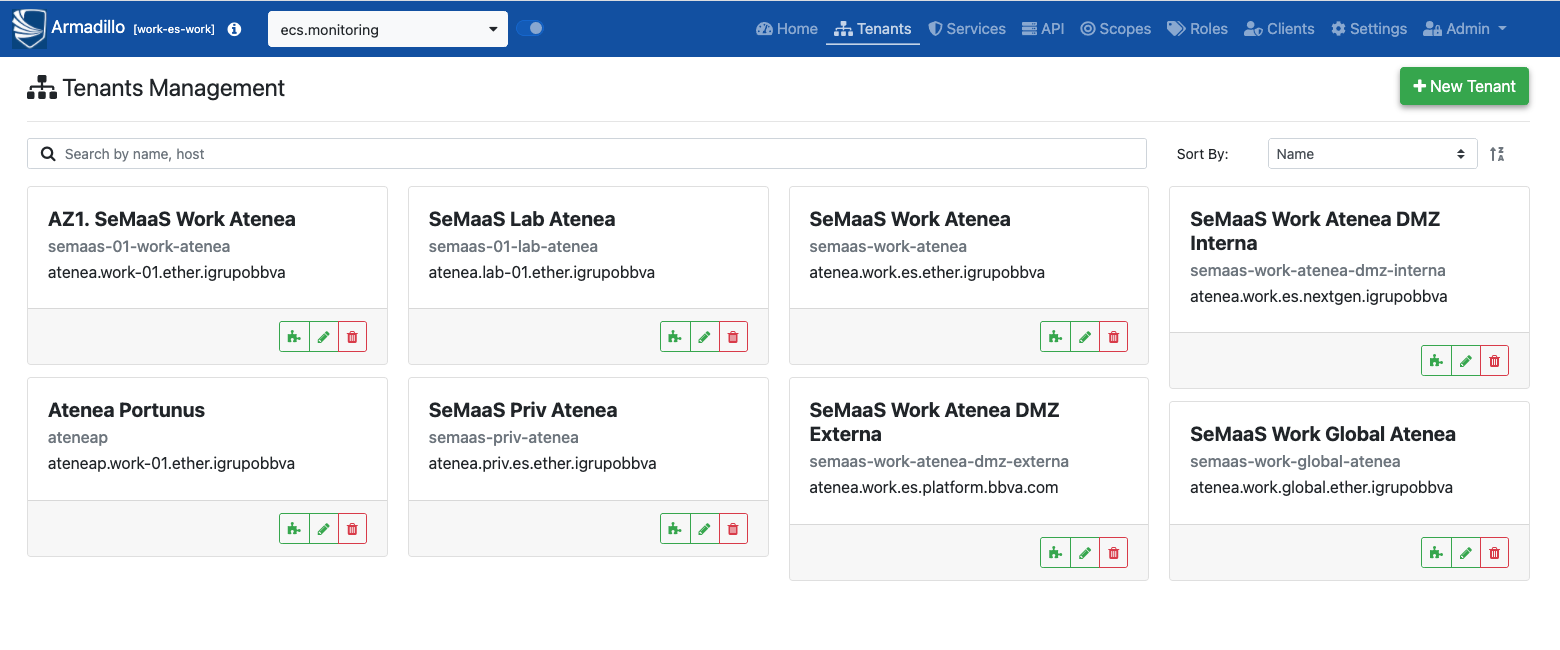 Armadillo [work-es-work]
ecs.monitoring
Home Tenants Services API Scopes Roles Clients Settings Admin
Tenants Management
New Tenant
Search by name, host
Sort By:
Name
AZ1. SeMaaS Work Atenea
semaas-01-work-atenea
atenea.work-01.ether.igrupobbva
SeMaaS Lab Atenea
semaas-01-lab-atenea
atenea.lab-01.ether.igrupobbva
SeMaaS Work Atenea
semaas-work-atenea
atenea.work.es.ether.igrupobbva
SeMaaS Work Atenea DMZ
Interna
semaas-work-atenea-dmz-interna
atenea.work.es.nextgen.igrupobbva
Atenea Portunus
ateneap
ateneap.work-01.ether.igrupobbva
SeMaaS Priv Atenea
semaas-priv-atenea
atenea.priv.es.ether.igrupobbva
SeMaaS Work Atenea DMZ
Externa
semaas-work-atenea-dmz-externa
atenea.work.es.platform.bbva.com
SeMaaS Work Global Atenea
semaas-work-global-atenea
atenea.work.global.ether.igrupobbva